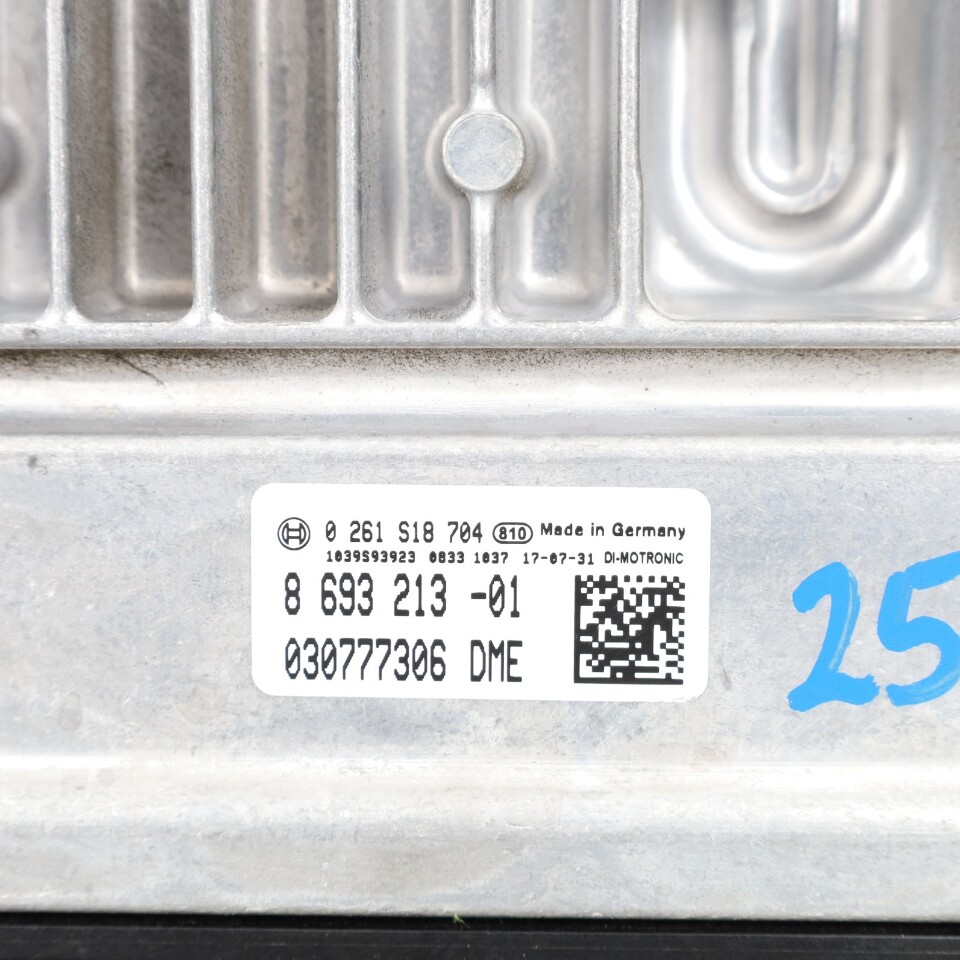 0 261 S18 704 810 Made in Germany
1039S93923 0833 1037 17-07-31 DI-MOTRONIC
8 693 213 -01
030777306 DME
25